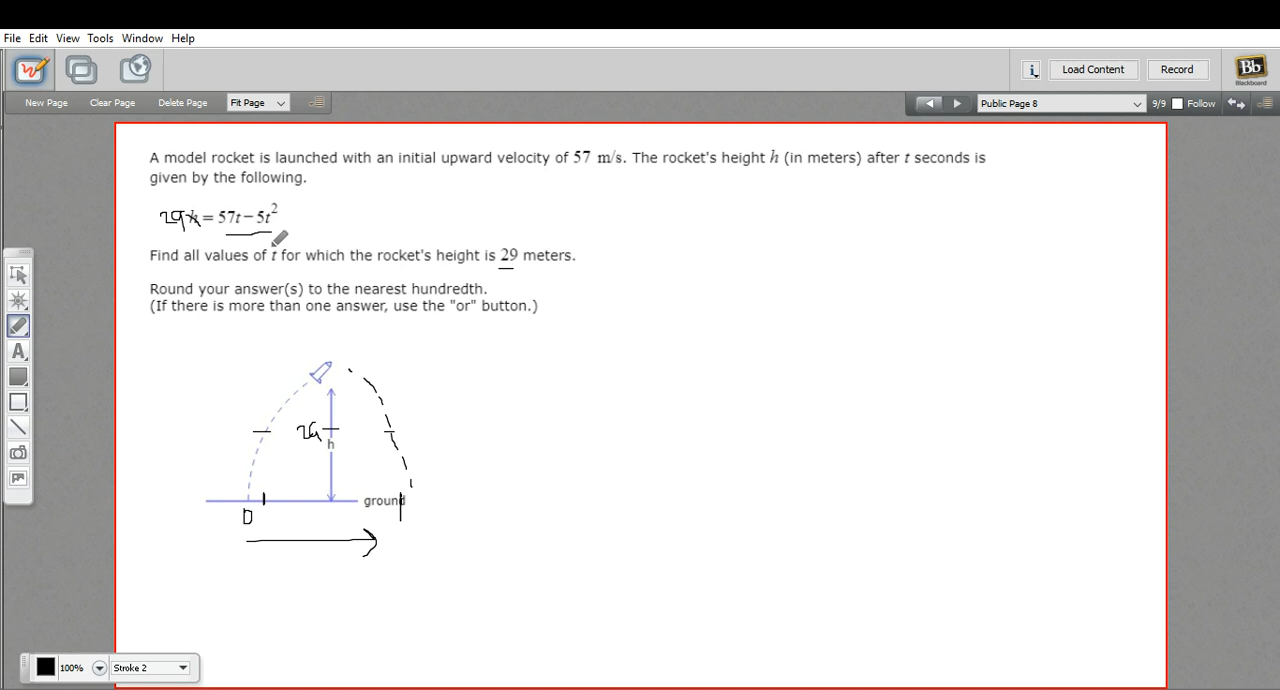 File Edit View Tools Window Help
i Load Content Record Bb
Blackboard
New Page Clear Page Delete Page Fit Page Public Page 8 9/9 Follow
A model rocket is launched with an initial upward velocity of 57 m/s. The rocket's height h (in meters) after t seconds is
given by the following.
29 h = 57t − 5t²
Find all values of t for which the rocket's height is 29 meters.
Round your answer(s) to the nearest hundredth.
(If there is more than one answer, use the "or" button.)
A
29
h
ground
0
100% Stroke 2